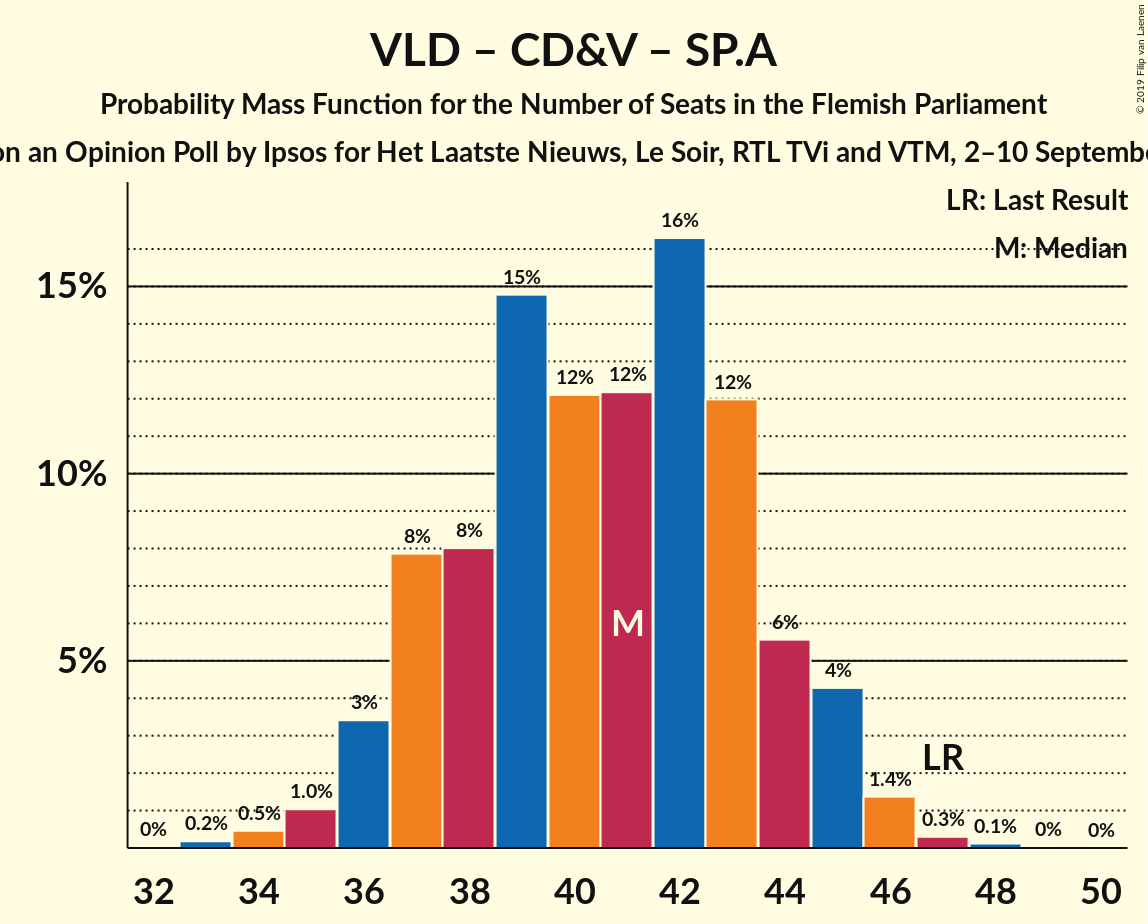 VLD – CD&V – SP.A
Probability Mass Function for the Number of Seats in the Flemish Parliament
on an Opinion Poll by Ipsos for Het Laatste Nieuws, Le Soir, RTL TVi and VTM, 2–10 Septembe
© 2019 Filip van Laenen
LR: Last Result
M: Median
15%
10%
5%
0% 0.2% 0.5% 1.0% 3% 8% 8% 15% 12% 12% 16% 12% 6% 4% 1.4% 0.3% 0.1% 0% 0%
M
LR
32 34 36 38 40 42 44 46 48 50